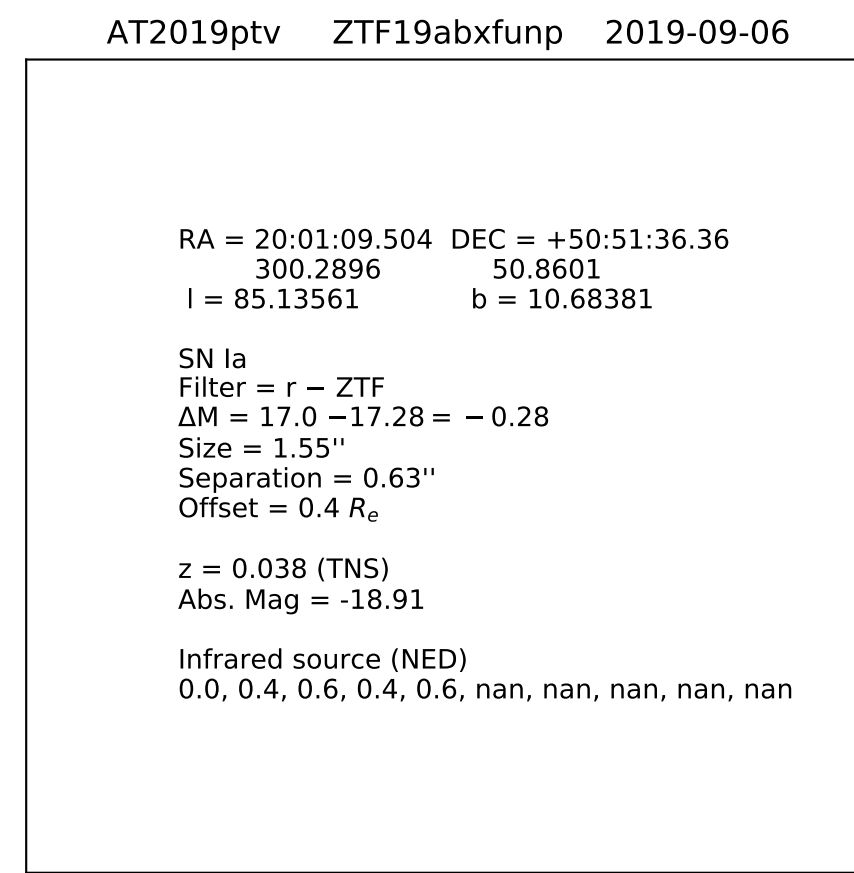 AT2019ptv ZTF19abxfunp 2019-09-06
RA = 20:01:09.504 DEC = +50:51:36.36
300.2896 50.8601
l = 85.13561 b = 10.68381
SN Ia
Filter = r − ZTF
ΔM = 17.0 −17.28 = − 0.28
Size = 1.55''
Separation = 0.63''
Offset = 0.4 Re
z = 0.038 (TNS)
Abs. Mag = -18.91
Infrared source (NED)
0.0, 0.4, 0.6, 0.4, 0.6, nan, nan, nan, nan, nan